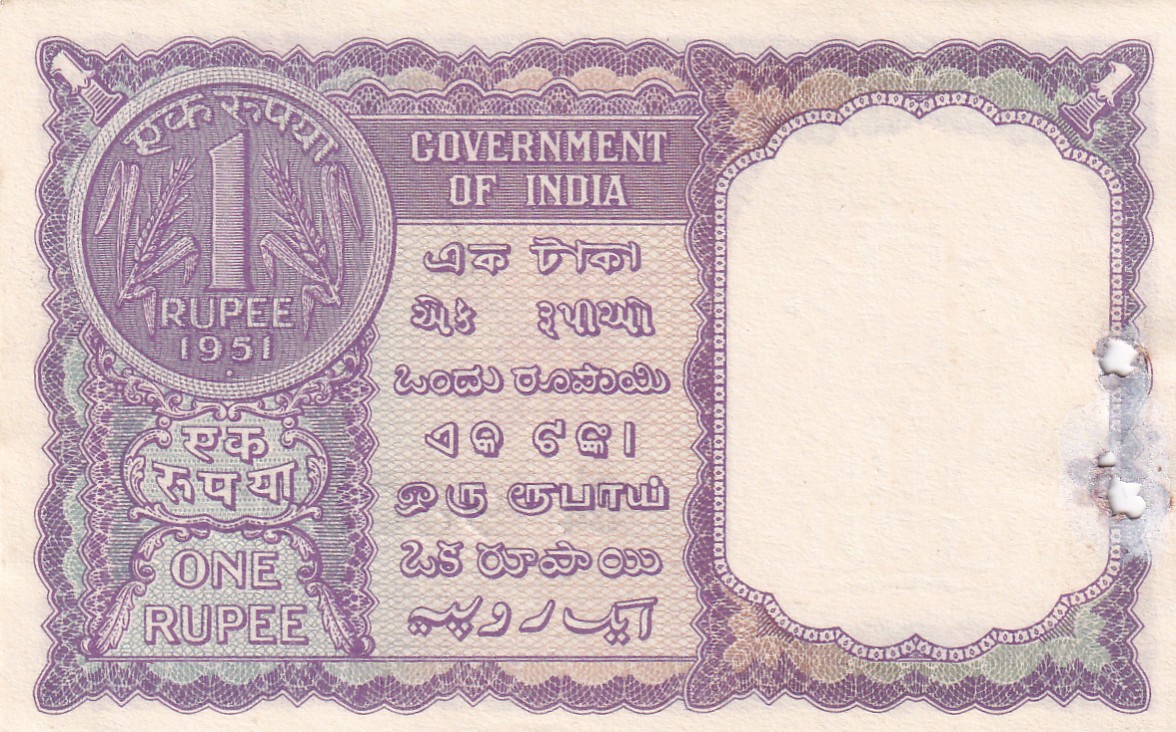 एक रुपया
1
RUPEE
1951
एक
रूपया
ONE
RUPEE
GOVERNMENT
OF INDIA
এক টাকা
એક રૂપીઓ
ಒಂದು ರೂಪಾಯಿ
ଏକ ଟଙ୍କା
ஒரு ரூபாய்
ఒక రూపాయి
ایک روپیہ